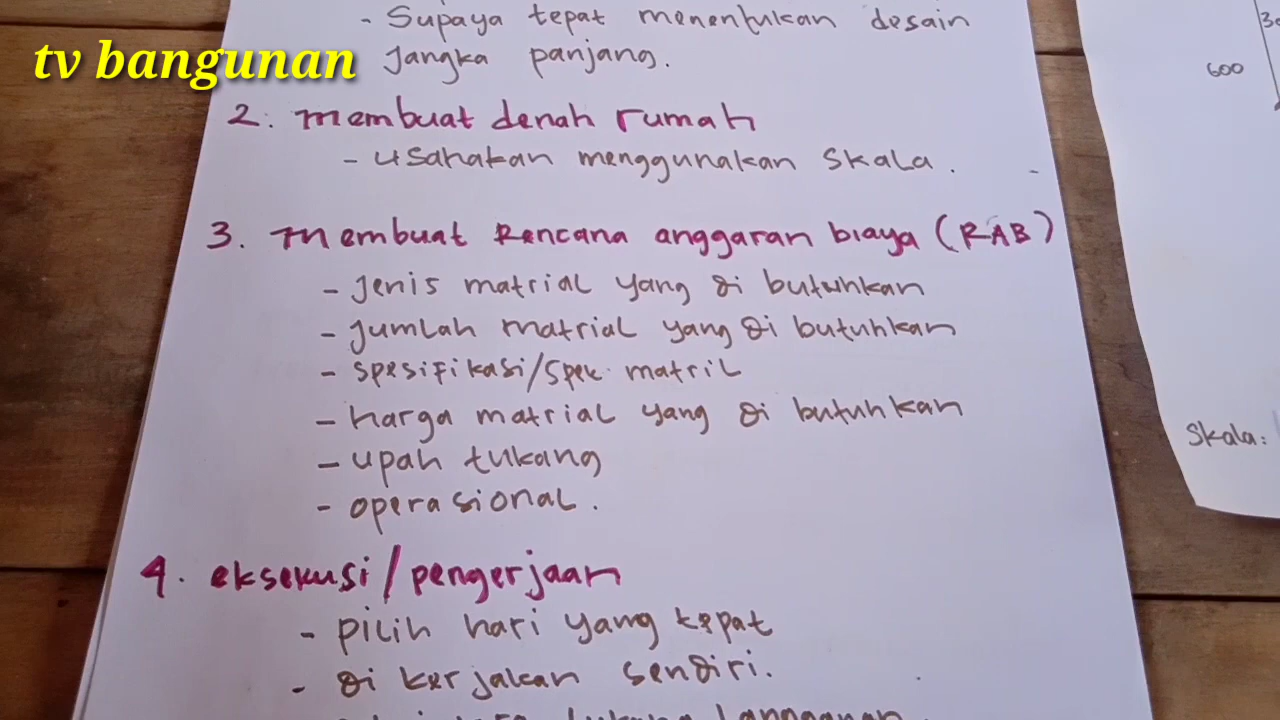 - Supaya tepat menentukan desain
tv bangunan
Jangka panjang.
2. membuat denah rumah
- usahakan menggunakan skala.
3. membuat Rencana anggaran biaya (RAB)
- Jenis matrial yang di butuhkan
- Jumlah matrial yang di butuhkan
- spesifikasi/spek matril
- harga matrial yang di butuhkan
- upah tukang
- operasional.
4. eksekusi/pengerjaan
- pilih hari yang tepat
- di kerjakan sendiri.
tukang langganan.
600
Skala: